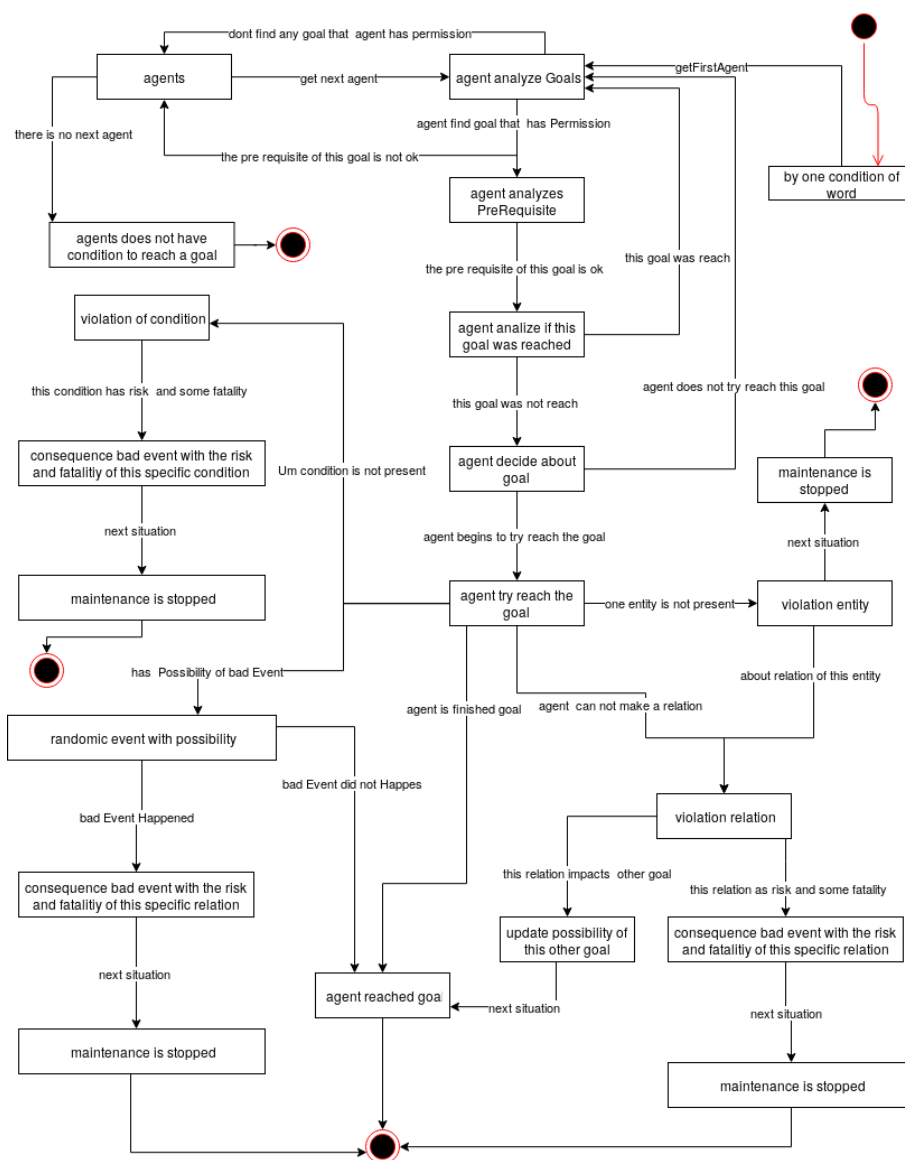 dont find any goal that  agent has permission
agents
get next agent
agent analyze Goals
getFirstAgent
there is no next agent
agent find goal that  has Permission
the pre requisite of this goal is not ok
by one condition of
word
agent analyzes
PreRequisite
agents does not have
condition to reach a goal
this goal was reach
the pre requisite of this goal is ok
violation of condition
agent analize if this
goal was reached
agent does not try reach this goal
this condition has risk  and some fatality
this goal was not reach
consequence bad event with the risk
and fatalitiy of this specific condition
Um condition is not present
agent decide about
goal
maintenance is
stopped
next situation
agent begins to try reach the goal
next situation
maintenance is stopped
agent try reach the
goal
one entity is not present
violation entity
has  Possibility of bad Event
about relation of this entity
agent is finished goal
agent  can not make a relation
randomic event with possibility
bad Event did not Happes
bad Event Happened
violation relation
this relation impacts  other goal
this relation as risk and some fatality
consequence bad event with the risk
and fatalitiy of this specific relation
update possibility of
this other goal
consequence bad event with the risk
and fatalitiy of this specific relation
next situation
agent reached goal
next situation
next situation
maintenance is stopped
maintenance is stopped